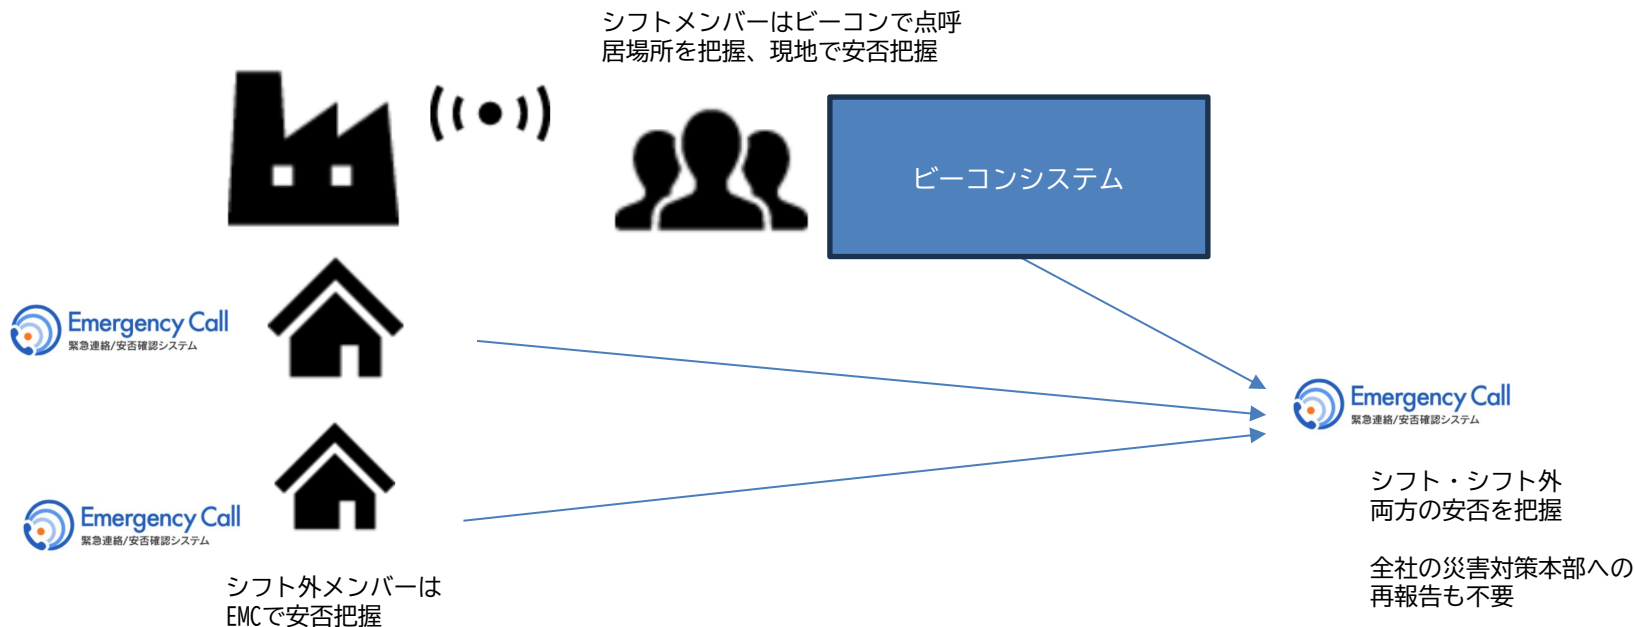 シフトメンバーはビーコンで点呼
居場所を把握、現地で安否把握
ビーコンシステム
Emergency Call
緊急連絡/安否確認システム
Emergency Call
緊急連絡/安否確認システム
シフト外メンバーは
EMCで安否把握
Emergency Call
緊急連絡/安否確認システム
シフト・シフト外
両方の安否を把握
全社の災害対策本部への
再報告も不要